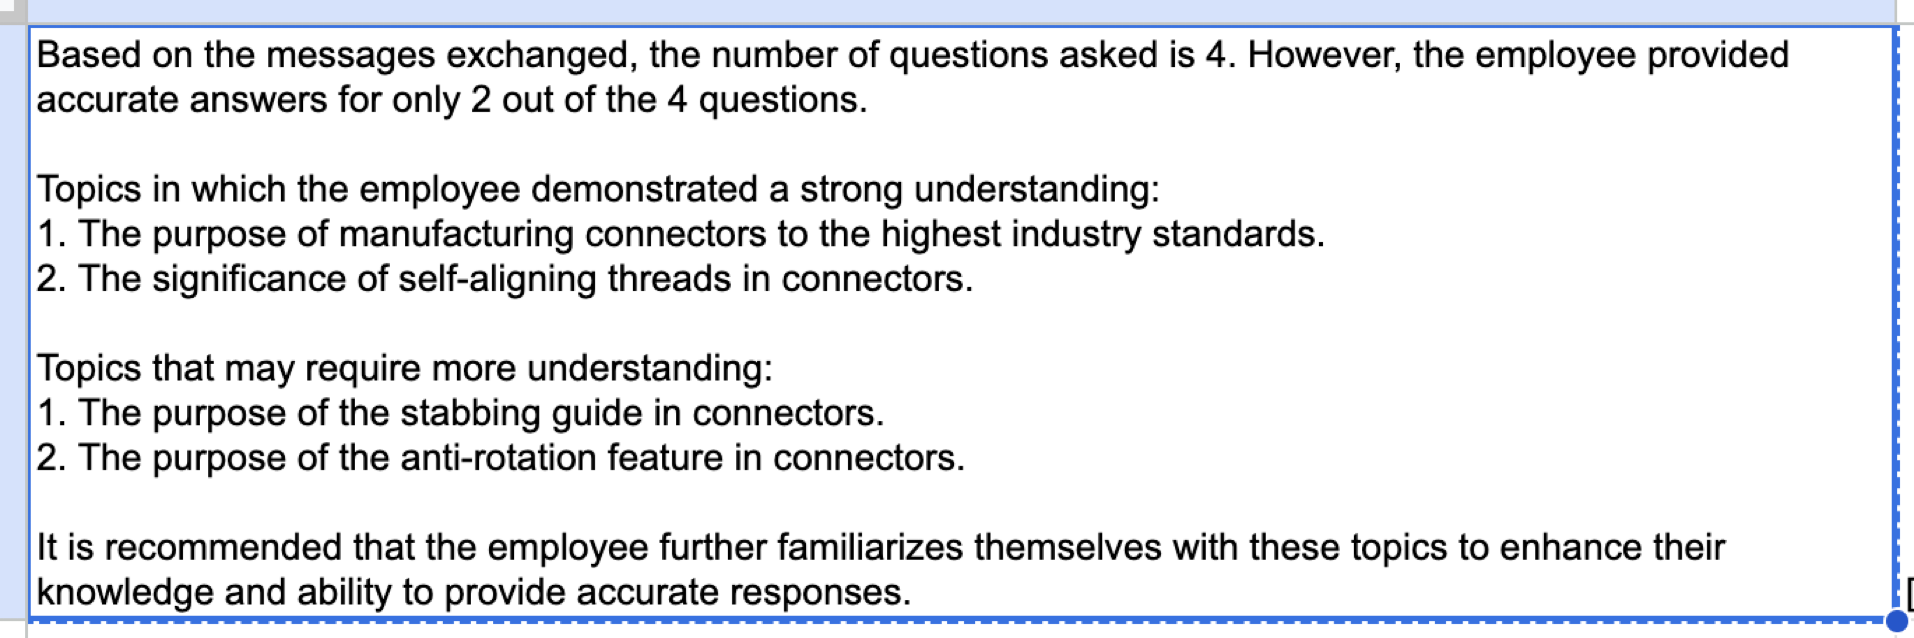 Based on the messages exchanged, the number of questions asked is 4. However, the employee provided
accurate answers for only 2 out of the 4 questions.
Topics in which the employee demonstrated a strong understanding:
1. The purpose of manufacturing connectors to the highest industry standards.
2. The significance of self-aligning threads in connectors.
Topics that may require more understanding:
1. The purpose of the stabbing guide in connectors.
2. The purpose of the anti-rotation feature in connectors.
It is recommended that the employee further familiarizes themselves with these topics to enhance their
knowledge and ability to provide accurate responses.